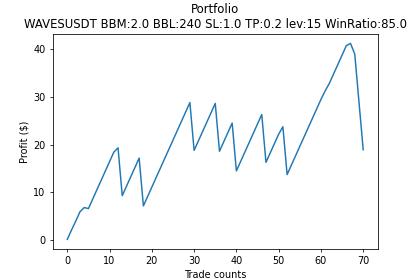 Portfolio
WAVESUSDT BBM:2.0 BBL:240 SL:1.0 TP:0.2 lev:15 WinRatio:85.0
Profit ($)
40
30
20
10
0
0 10 20 30 40 50 60 70
Trade counts